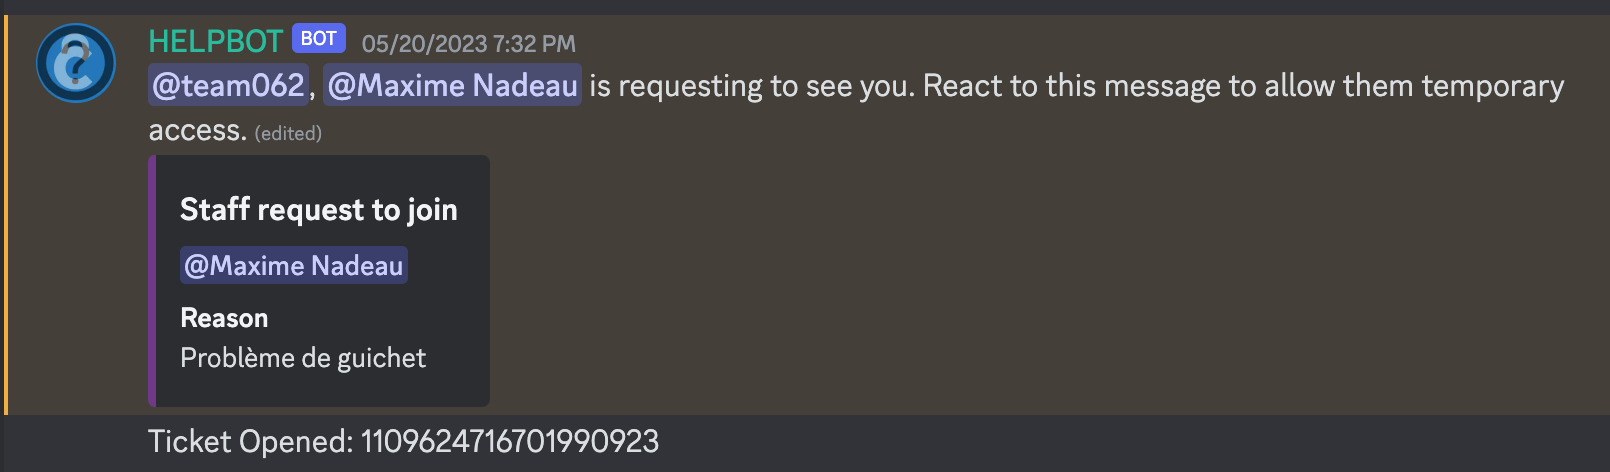 HELPBOT BOT 05/20/2023 7:32 PM
@team062, @Maxime Nadeau is requesting to see you. React to this message to allow them temporary
access. (edited)
Staff request to join
@Maxime Nadeau
Reason
Problème de guichet
Ticket Opened: 1109624716701990923